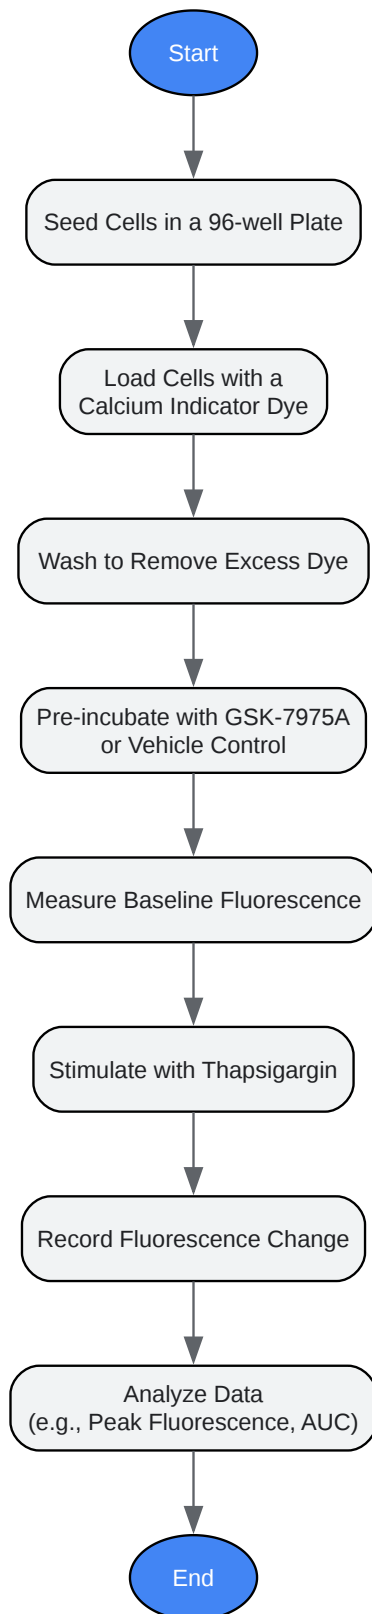 Start
Seed Cells in a 96-well Plate
Load Cells with a
Calcium Indicator Dye
Wash to Remove Excess Dye
Pre-incubate with GSK-7975A
or Vehicle Control
Measure Baseline Fluorescence
Stimulate with Thapsigargin
Record Fluorescence Change
Analyze Data
(e.g., Peak Fluorescence, AUC)
End